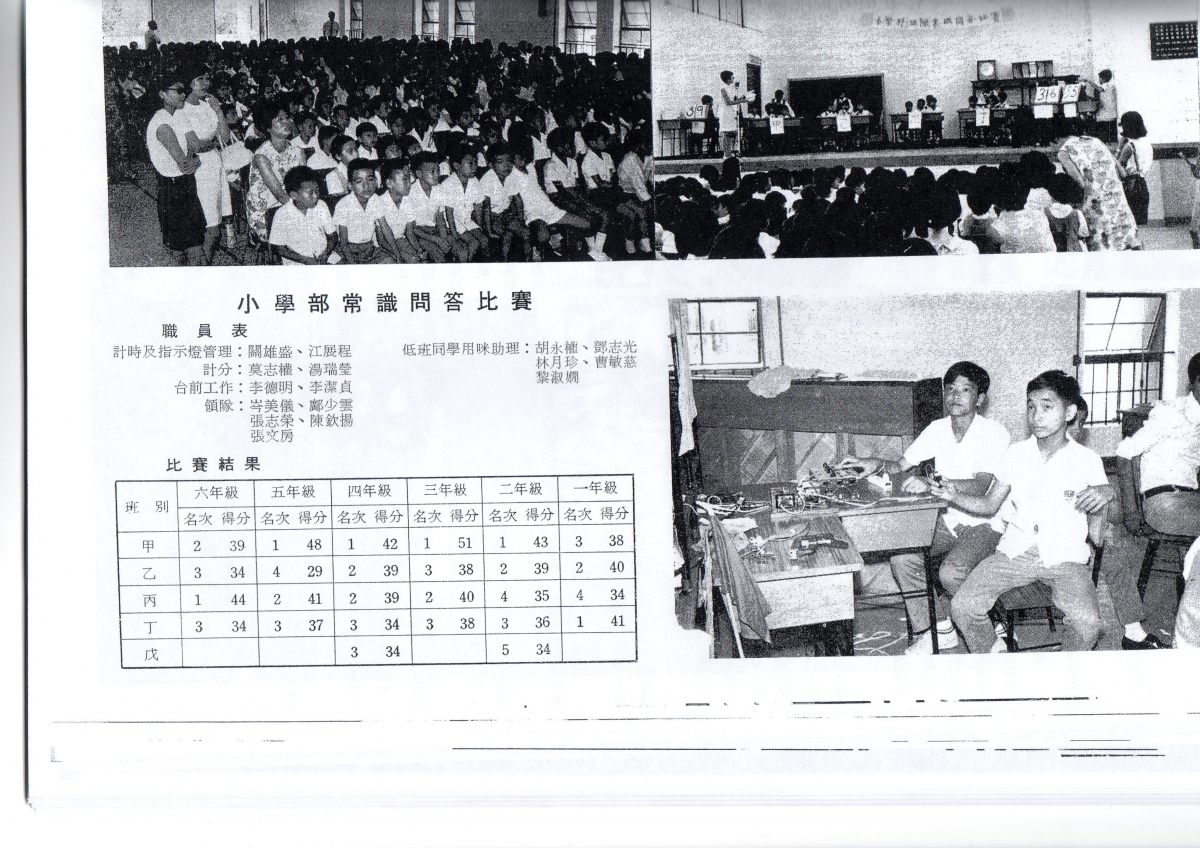 小學部常識問答比賽
職員表
計時及指示燈管理：關雄盛、江展程
計分：莫志權、湯瑞瑩
台前工作：李德明、李潔貞
領隊：岑美儀、鄺少雲
張志榮、陳欽揚
張文房
低班同學用咪助理：胡永權、鄧志光
林月珍、曹敏慈
黎淑嫻
比賽結果
班別 六年級 五年級 四年級 三年級 二年級 一年級
名次 得分 名次 得分 名次 得分 名次 得分 名次 得分 名次 得分
甲 2 39 1 48 1 42 1 51 1 43 3 38
乙 3 34 4 29 2 39 3 38 2 39 2 40
丙 1 44 2 41 2 39 2 40 4 35 4 34
丁 3 34 3 37 3 34 3 38 3 36 1 41
戊 3 34 5 34